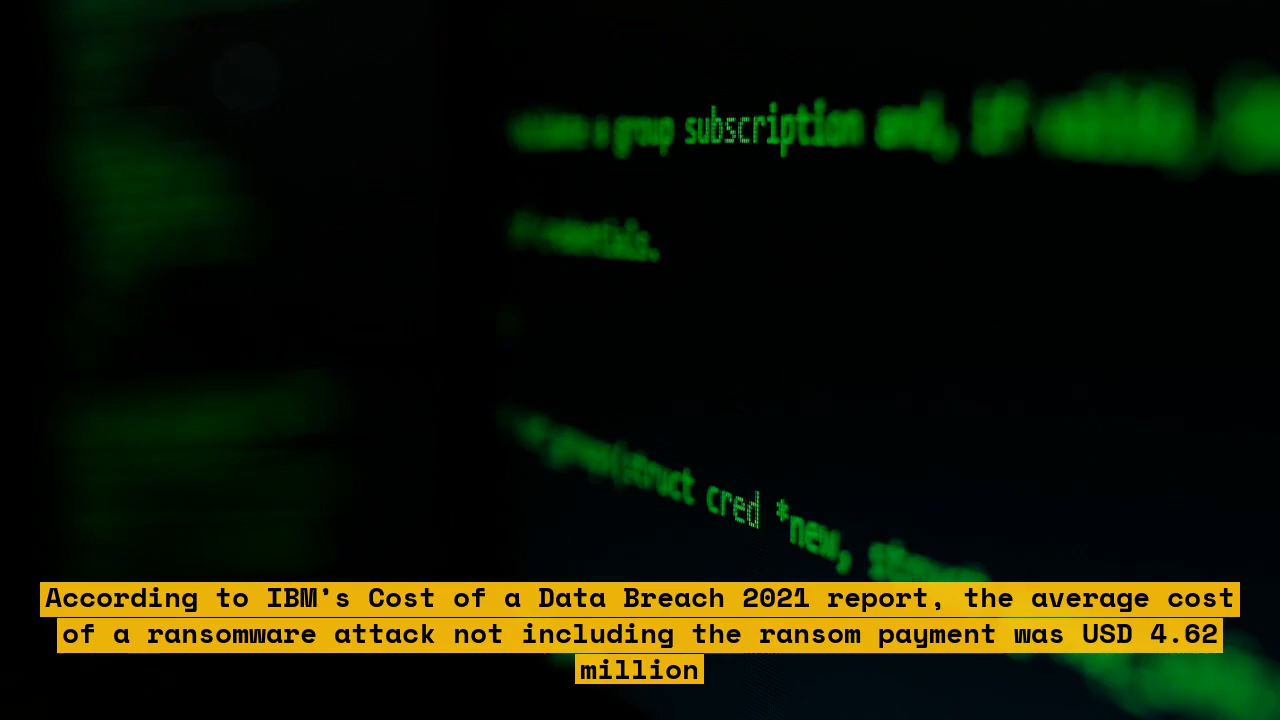 a group subscription and,
struct cred *new,
According to IBM's Cost of a Data Breach 2021 report, the average cost
of a ransomware attack not including the ransom payment was USD 4.62
million